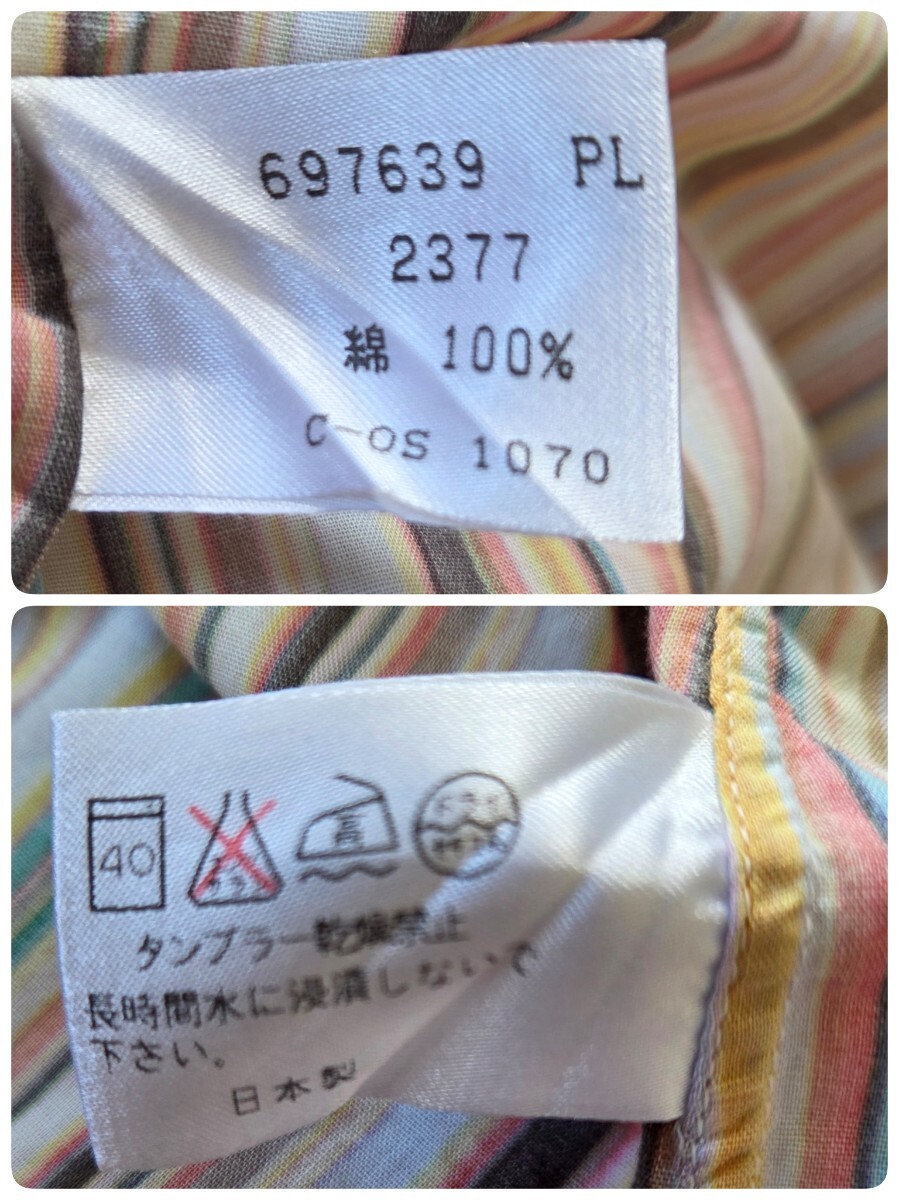 697639 PL
2377
綿 100%
C-OS 1070
40
高
タンブラー乾燥禁止
長時間水に浸漬しないで
下さい。
日本製